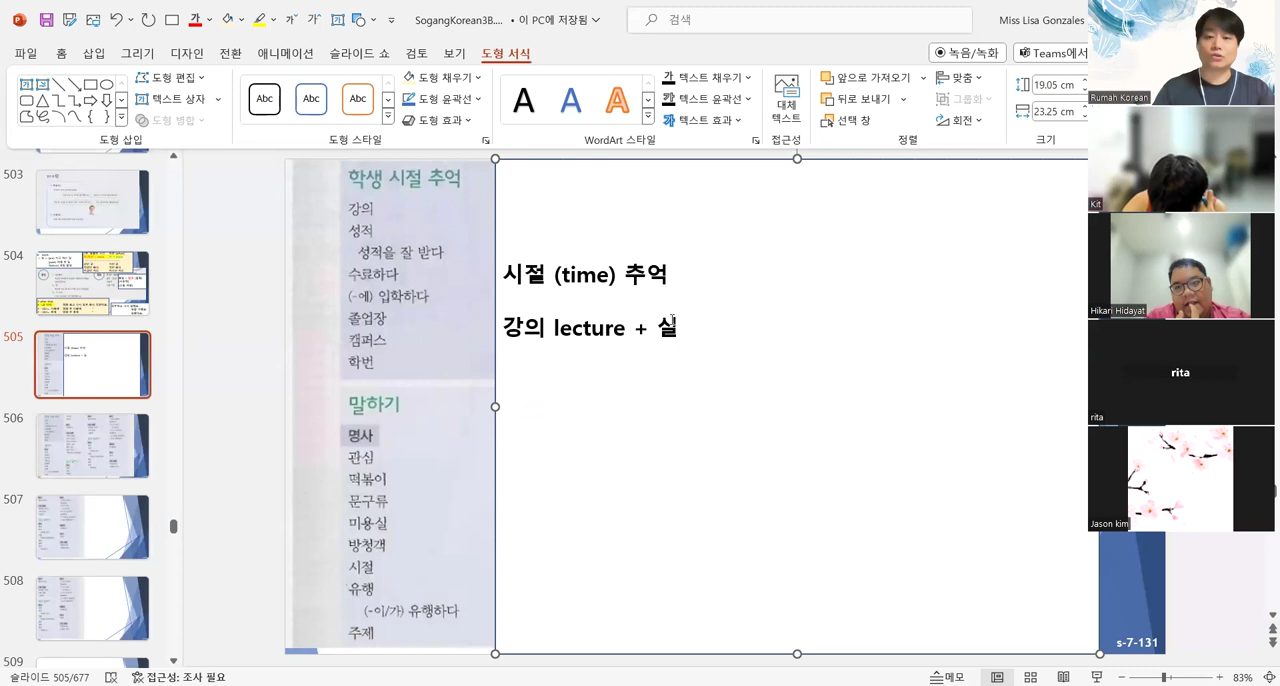 SogangKorean3B.... • 이 PC에 저장됨
검색
Miss Lisa Gonzales
파일 홈 삽입 그리기 디자인 전환 애니메이션 슬라이드 쇼 검토 보기 도형 서식
녹음/녹화
Teams에서
도형 편집
텍스트 상자
도형 병합
도형 삽입
Abc Abc Abc
도형 채우기
도형 윤곽선
도형 효과
도형 스타일
A A A
텍스트 채우기
텍스트 윤곽선
텍스트 효과
WordArt 스타일
대체
텍스트
접근성
앞으로 가져오기
뒤로 보내기
선택 창
맞춤
그룹화
회전
정렬
19.05 cm
23.25 cm
크기
503
504
505
506
507
508
509
학생 시절 추억
강의
성적
성적을 잘 받다
수료하다
(-에) 입학하다
졸업장
캠퍼스
학번
말하기
명사
관심
떡볶이
문구류
미용실
방청객
시절
유행
(-이/가) 유행하다
주제
시절 (time) 추억
강의 lecture + 실
s-7-131
Rumah Korean
Kit
Hikari Hidayat
rita
rita
Jason kim
슬라이드 505/677
접근성: 조사 필요
메모
83%